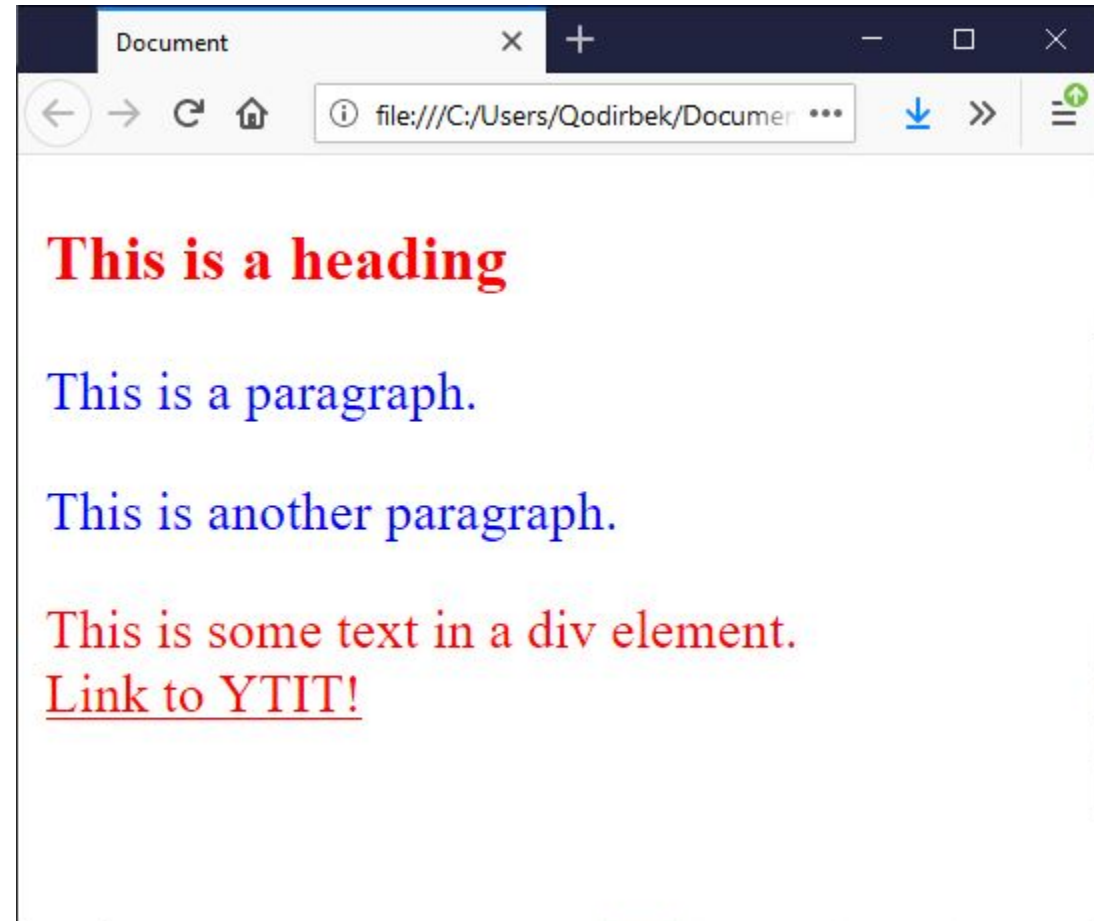 Document
file:///C:/Users/Qodirbek/Documen
This is a heading
This is a paragraph.
This is another paragraph.
This is some text in a div element.
Link to YTIT!